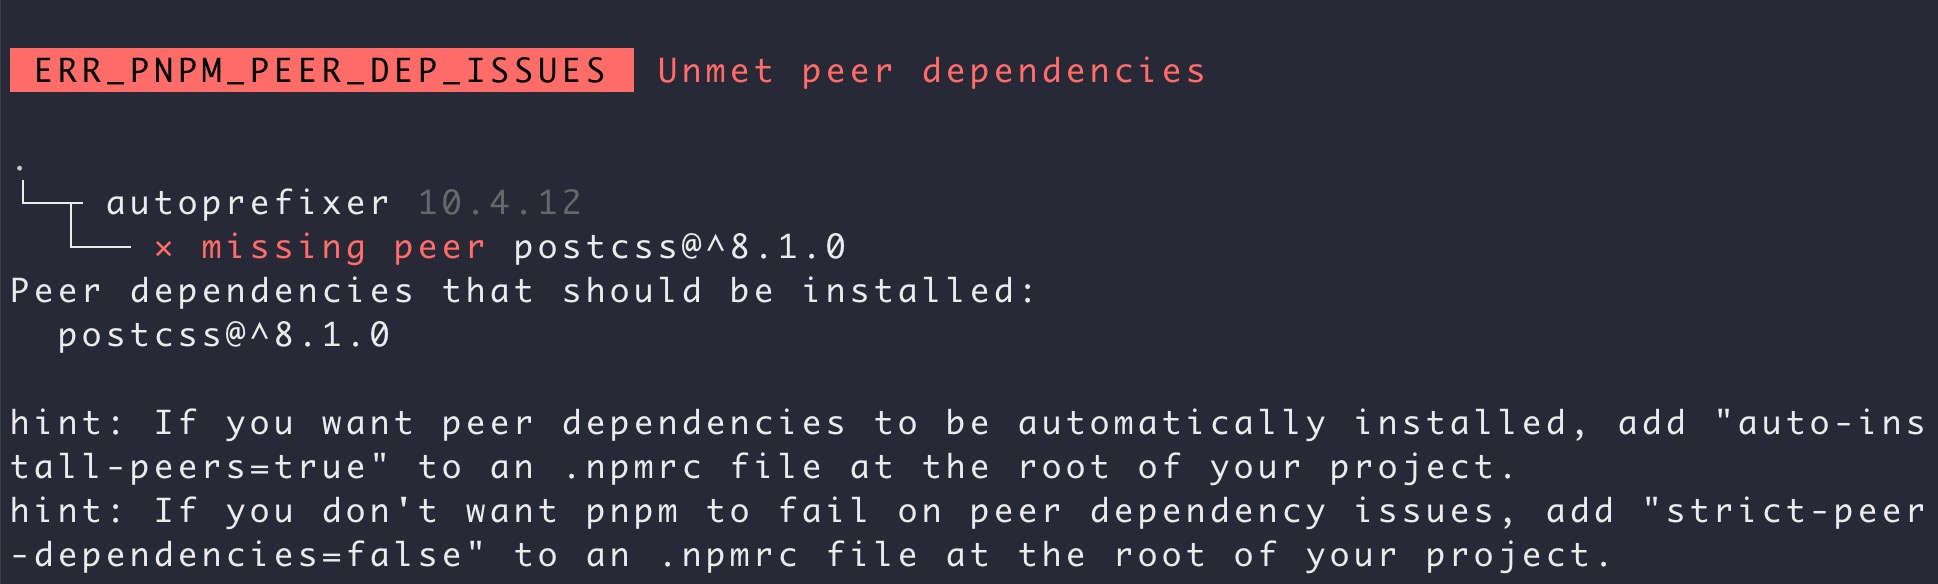 ERR_PNPM_PEER_DEP_ISSUES Unmet peer dependencies
.
└─┬ autoprefixer 10.4.12
  └── × missing peer postcss@^8.1.0
Peer dependencies that should be installed:
  postcss@^8.1.0
hint: If you want peer dependencies to be automatically installed, add "auto-ins
tall-peers=true" to an .npmrc file at the root of your project.
hint: If you don't want pnpm to fail on peer dependency issues, add "strict-peer
-dependencies=false" to an .npmrc file at the root of your project.